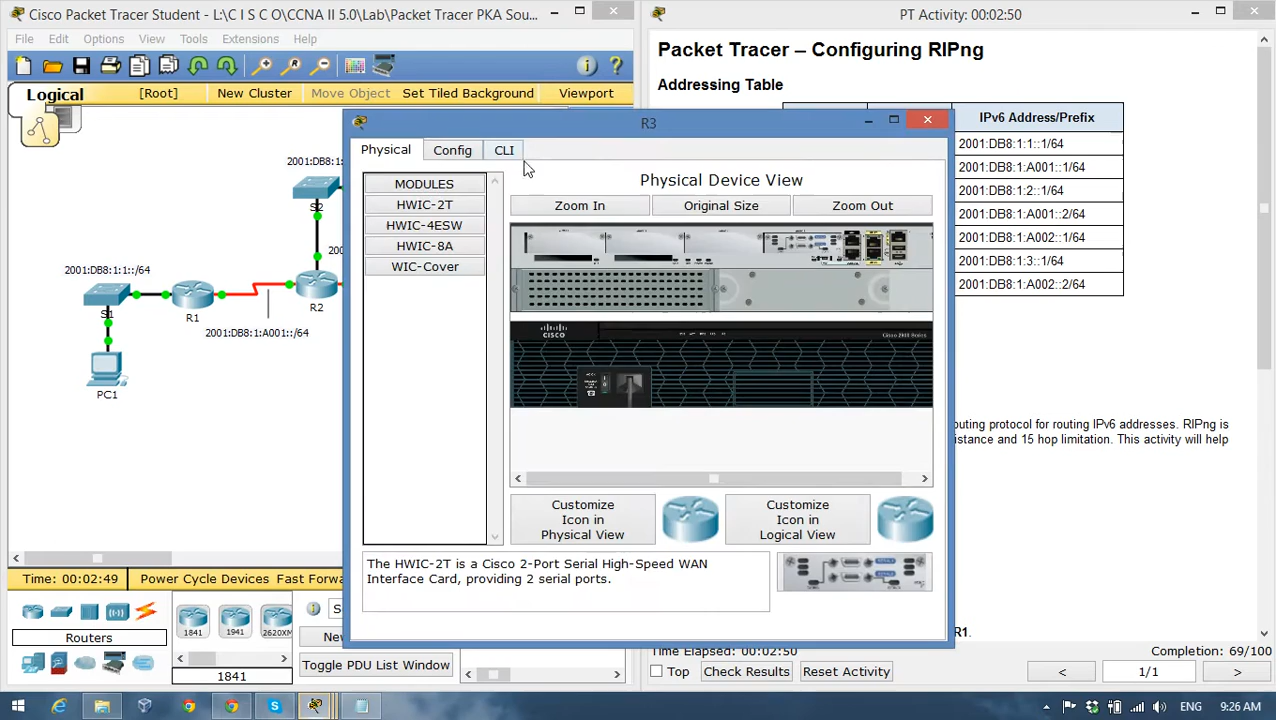 Cisco Packet Tracer Student - L:\C I S C O\CCNA II 5.0\Lab\Packet Tracer PKA Sou...
File Edit Options View Tools Extensions Help
Logical
[Root] New Cluster Move Object Set Tiled Background Viewport
2001:DB8:1:
S2
2001:DB8:1:1::/64
S1
R1
R2
2001:DB8:1:A001::/64
PC1
Time: 00:02:49 Power Cycle Devices Fast Forwa
Routers
1841 1941 2620XM
1841
Toggle PDU List Window
R3
Physical Config CLI
MODULES
HWIC-2T
HWIC-4ESW
HWIC-8A
WIC-Cover
Physical Device View
Zoom In Original Size Zoom Out
CISCO
Customize
Icon in
Physical View
Customize
Icon in
Logical View
The HWIC-2T is a Cisco 2-Port Serial High-Speed WAN
Interface Card, providing 2 serial ports.
PT Activity: 00:02:50
Packet Tracer – Configuring RIPng
Addressing Table
IPv6 Address/Prefix
2001:DB8:1:1::1/64
2001:DB8:1:A001::1/64
2001:DB8:1:2::1/64
2001:DB8:1:A001::2/64
2001:DB8:1:A002::1/64
2001:DB8:1:3::1/64
2001:DB8:1:A002::2/64
outing protocol for routing IPv6 addresses. RIPng is
istance and 15 hop limitation. This activity will help
R1.
Time Elapsed: 00:02:50 Completion: 69/100
Top Check Results Reset Activity < 1/1 >
ENG 9:26 AM